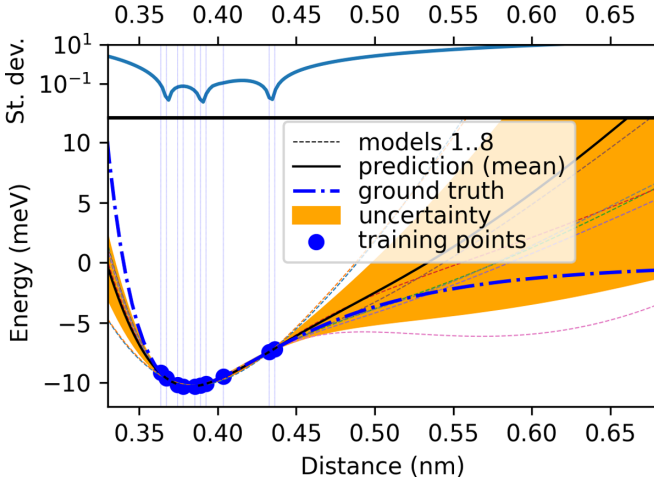 0.35 0.40 0.45 0.50 0.55 0.60 0.65
St. dev.
10¹
10⁻¹
Energy (meV)
10
5
0
−5
−10
models 1..8
prediction (mean)
ground truth
uncertainty
training points
0.35 0.40 0.45 0.50 0.55 0.60 0.65
Distance (nm)